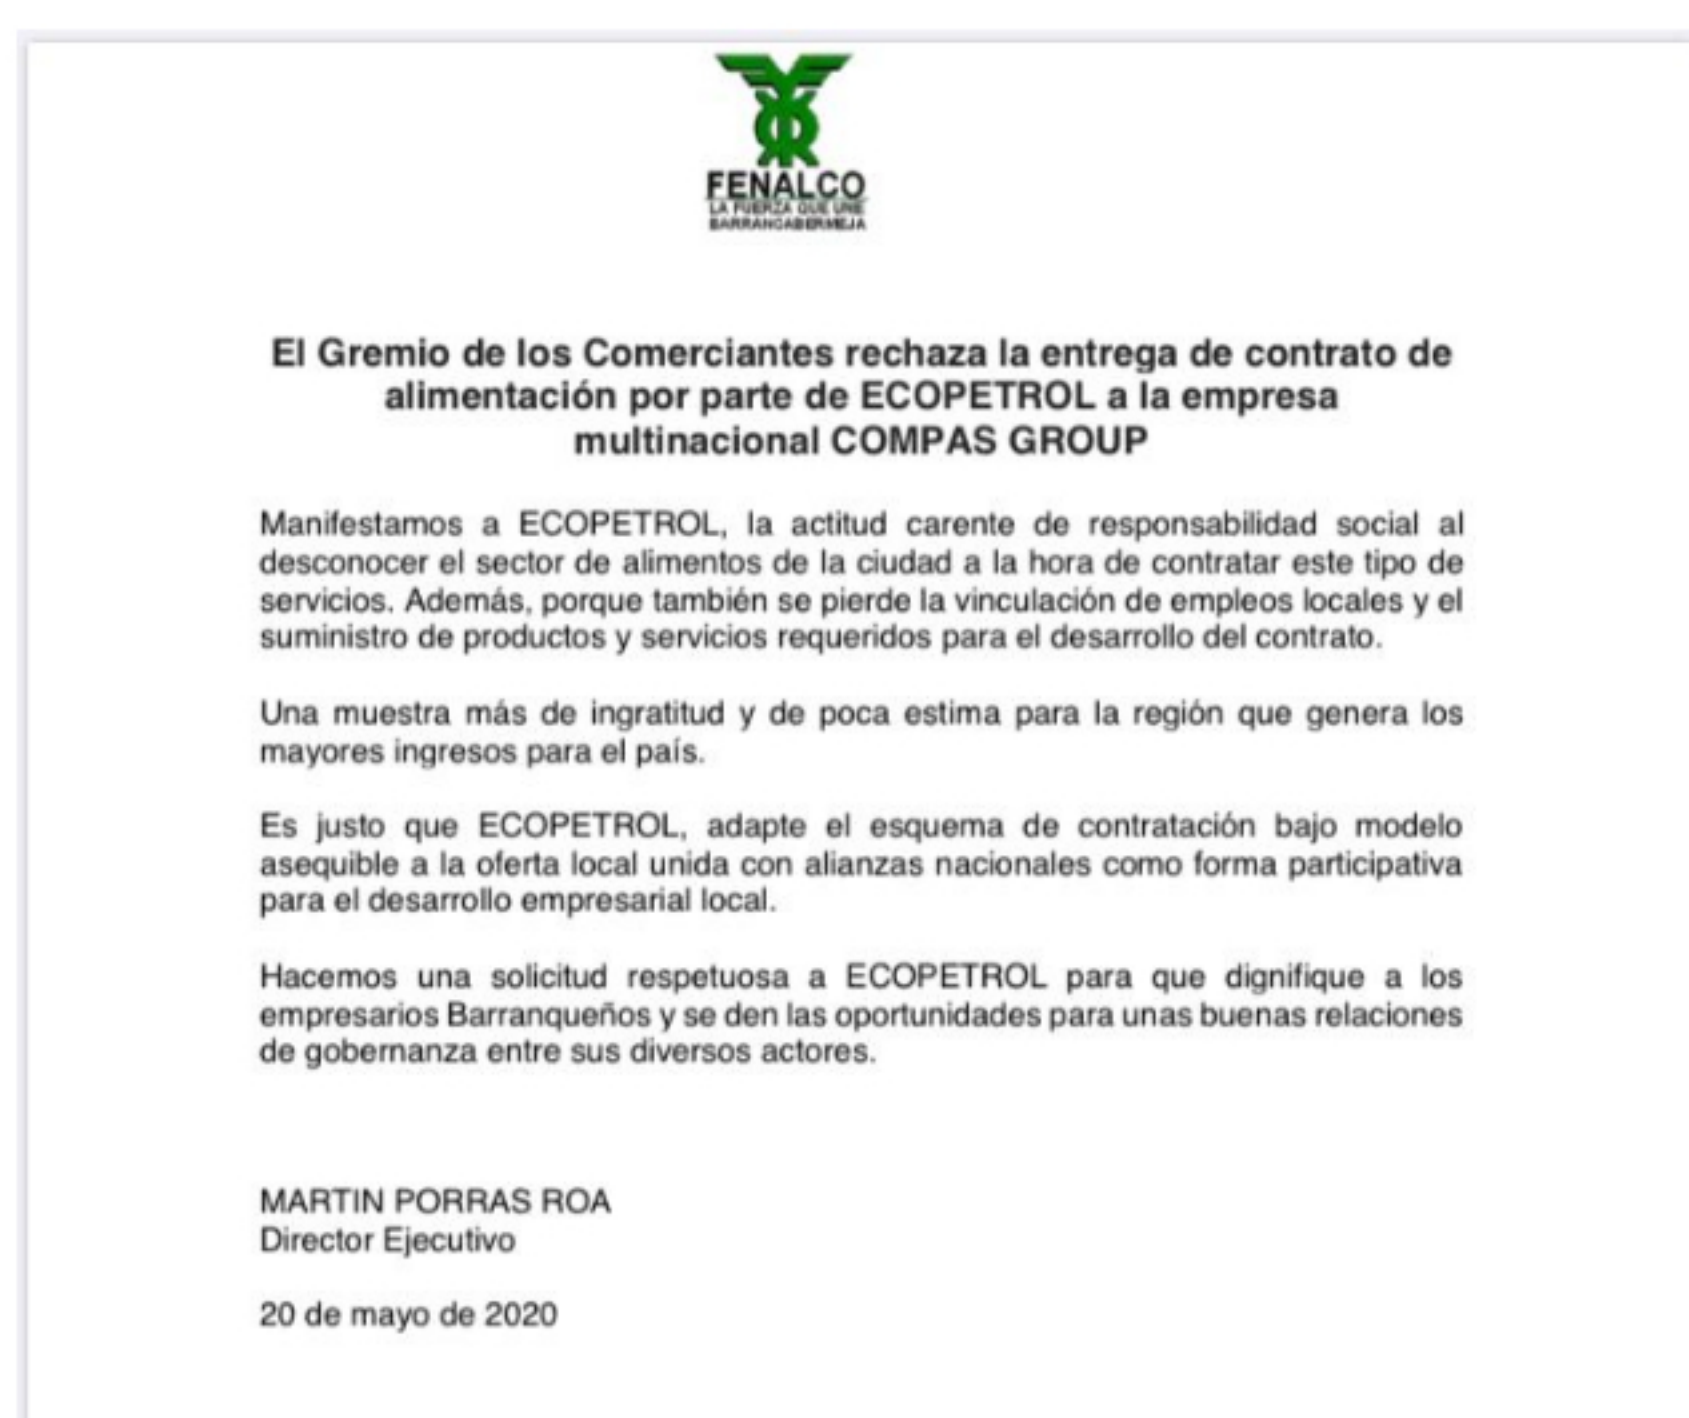 FENALCO
LA FUERZA QUE UNE
BARRANCABERMEJA
El Gremio de los Comerciantes rechaza la entrega de contrato de
alimentación por parte de ECOPETROL a la empresa
multinacional COMPAS GROUP
Manifestamos a ECOPETROL, la actitud carente de responsabilidad social al
desconocer el sector de alimentos de la ciudad a la hora de contratar este tipo de
servicios. Además, porque también se pierde la vinculación de empleos locales y el
suministro de productos y servicios requeridos para el desarrollo del contrato.
Una muestra más de ingratitud y de poca estima para la región que genera los
mayores ingresos para el país.
Es justo que ECOPETROL, adapte el esquema de contratación bajo modelo
asequible a la oferta local unida con alianzas nacionales como forma participativa
para el desarrollo empresarial local.
Hacemos una solicitud respetuosa a ECOPETROL para que dignifique a los
empresarios Barranqueños y se den las oportunidades para unas buenas relaciones
de gobernanza entre sus diversos actores.
MARTIN PORRAS ROA
Director Ejecutivo
20 de mayo de 2020